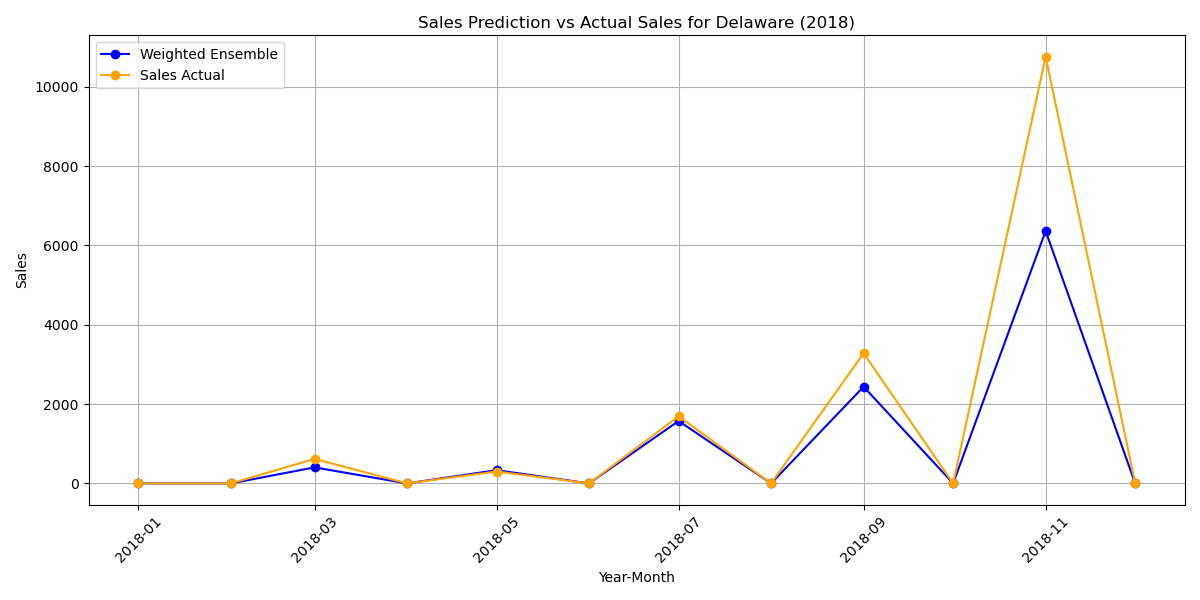 Sales Prediction vs Actual Sales for Delaware (2018)
Weighted Ensemble
Sales Actual
10000
8000
6000
4000
2000
0
Sales
2018-01
2018-03
2018-05
2018-07
2018-09
2018-11
Year-Month